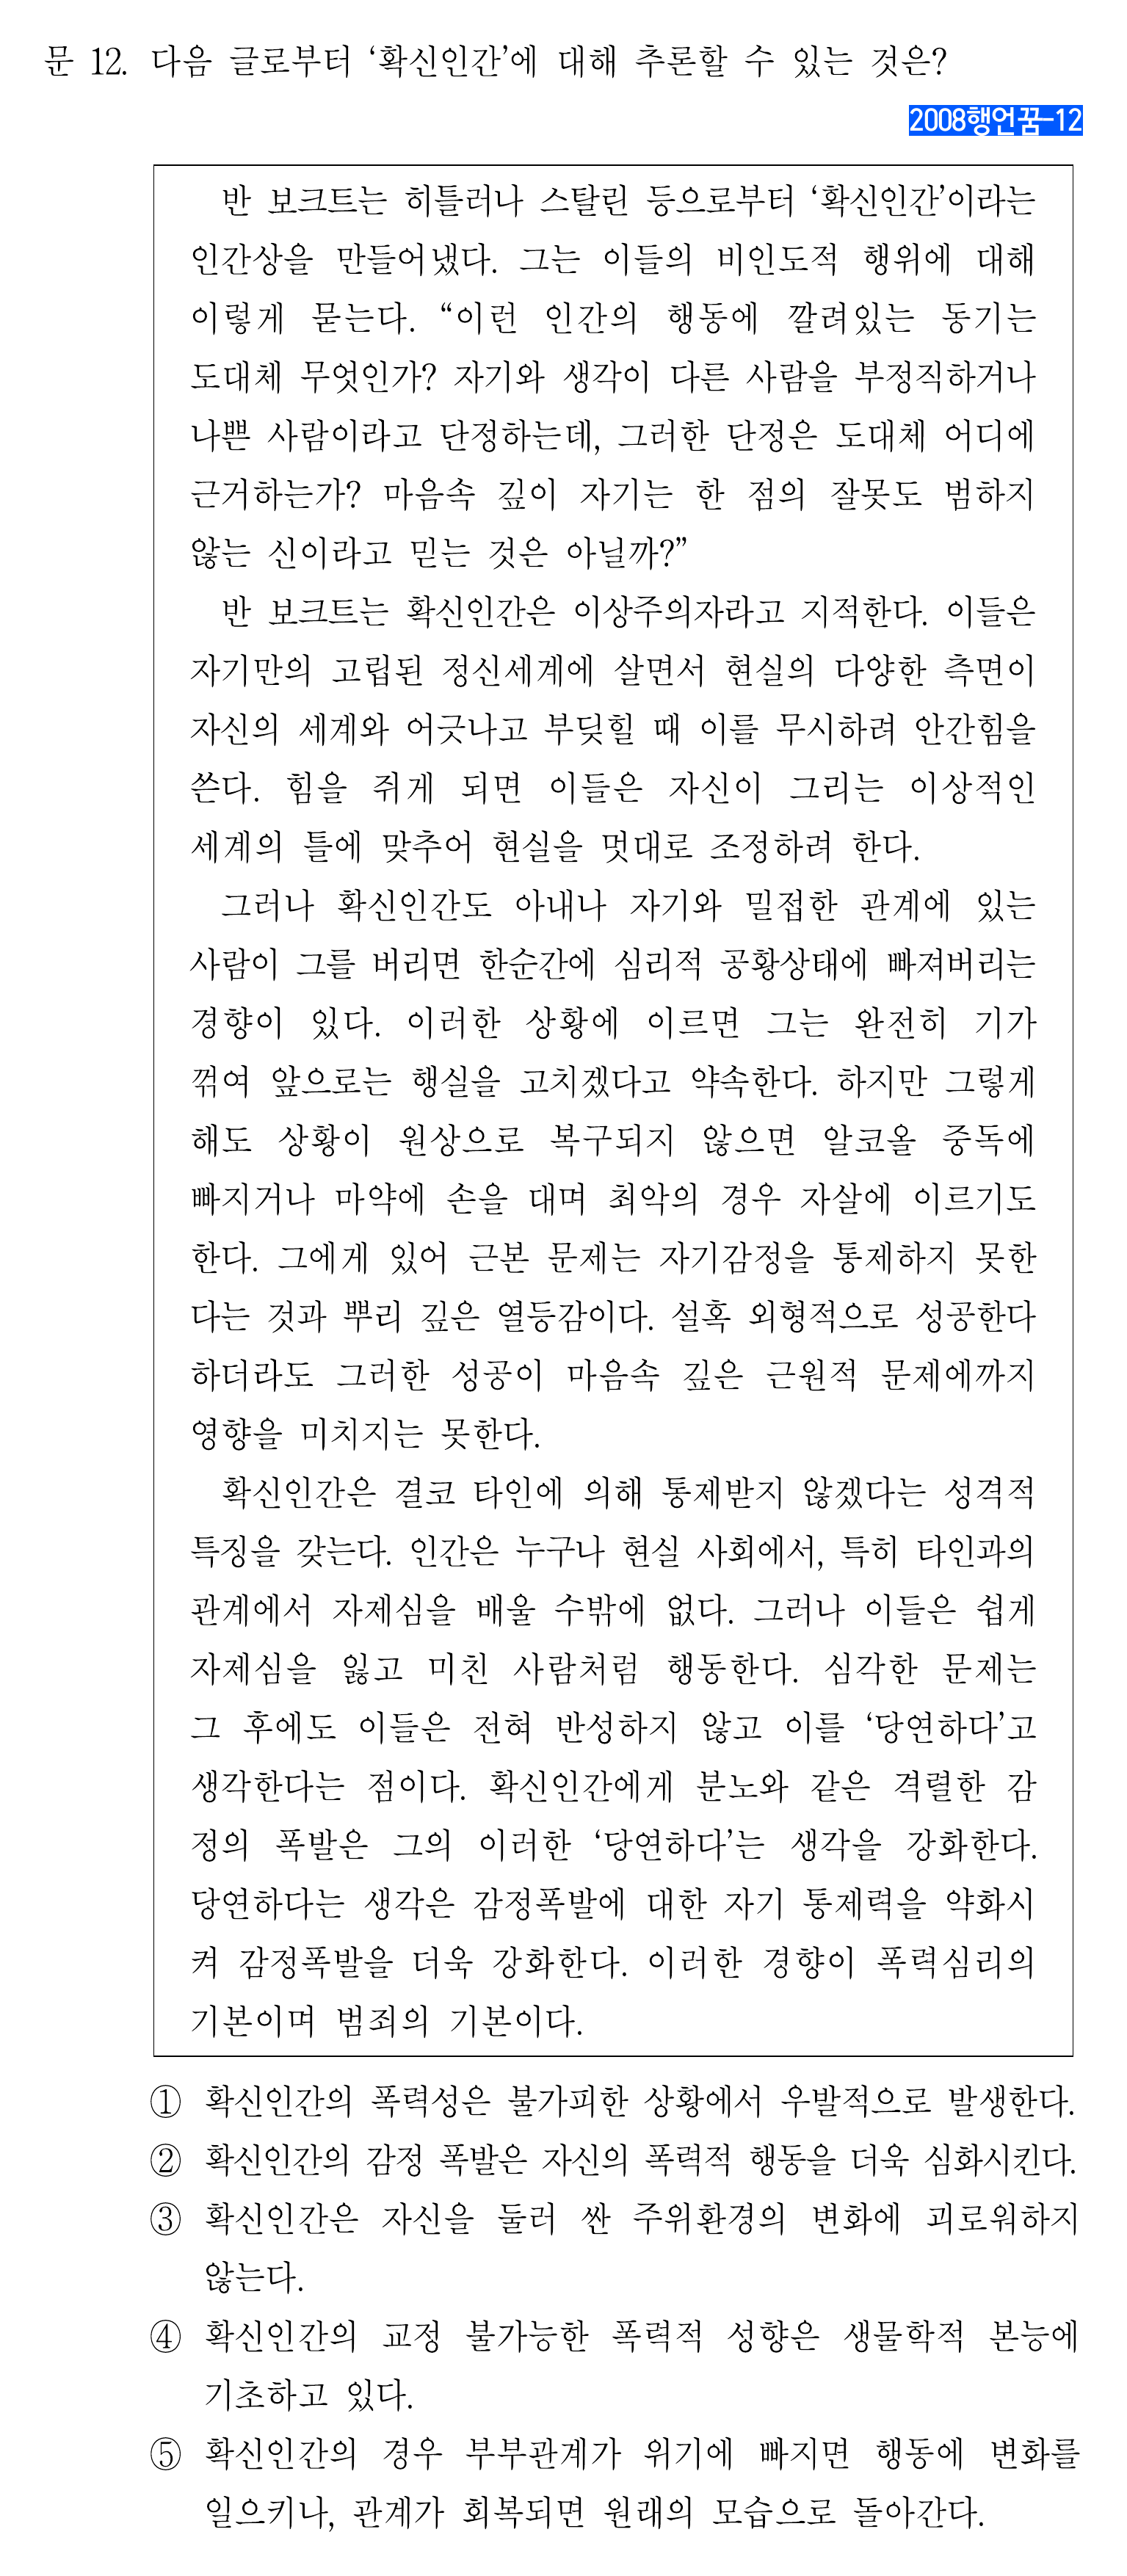 문 12. 다음 글로부터 ‘확신인간’에 대해 추론할 수 있는 것은?
2008행언꿈-12
반 보크트는 히틀러나 스탈린 등으로부터 ‘확신인간’이라는
인간상을 만들어냈다. 그는 이들의 비인도적 행위에 대해
이렇게 묻는다. “이런 인간의 행동에 깔려있는 동기는
도대체 무엇인가? 자기와 생각이 다른 사람을 부정직하거나
나쁜 사람이라고 단정하는데, 그러한 단정은 도대체 어디에
근거하는가? 마음속 깊이 자기는 한 점의 잘못도 범하지
않는 신이라고 믿는 것은 아닐까?”
반 보크트는 확신인간은 이상주의자라고 지적한다. 이들은
자기만의 고립된 정신세계에 살면서 현실의 다양한 측면이
자신의 세계와 어긋나고 부딪힐 때 이를 무시하려 안간힘을
쓴다. 힘을 쥐게 되면 이들은 자신이 그리는 이상적인
세계의 틀에 맞추어 현실을 멋대로 조정하려 한다.
그러나 확신인간도 아내나 자기와 밀접한 관계에 있는
사람이 그를 버리면 한순간에 심리적 공황상태에 빠져버리는
경향이 있다. 이러한 상황에 이르면 그는 완전히 기가
꺾여 앞으로는 행실을 고치겠다고 약속한다. 하지만 그렇게
해도 상황이 원상으로 복구되지 않으면 알코올 중독에
빠지거나 마약에 손을 대며 최악의 경우 자살에 이르기도
한다. 그에게 있어 근본 문제는 자기감정을 통제하지 못한
다는 것과 뿌리 깊은 열등감이다. 설혹 외형적으로 성공한다
하더라도 그러한 성공이 마음속 깊은 근원적 문제에까지
영향을 미치지는 못한다.
확신인간은 결코 타인에 의해 통제받지 않겠다는 성격적
특징을 갖는다. 인간은 누구나 현실 사회에서, 특히 타인과의
관계에서 자제심을 배울 수밖에 없다. 그러나 이들은 쉽게
자제심을 잃고 미친 사람처럼 행동한다. 심각한 문제는
그 후에도 이들은 전혀 반성하지 않고 이를 ‘당연하다’고
생각한다는 점이다. 확신인간에게 분노와 같은 격렬한 감
정의 폭발은 그의 이러한 ‘당연하다’는 생각을 강화한다.
당연하다는 생각은 감정폭발에 대한 자기 통제력을 약화시
켜 감정폭발을 더욱 강화한다. 이러한 경향이 폭력심리의
기본이며 범죄의 기본이다.
① 확신인간의 폭력성은 불가피한 상황에서 우발적으로 발생한다.
② 확신인간의 감정 폭발은 자신의 폭력적 행동을 더욱 심화시킨다.
③ 확신인간은 자신을 둘러 싼 주위환경의 변화에 괴로워하지
않는다.
④ 확신인간의 교정 불가능한 폭력적 성향은 생물학적 본능에
기초하고 있다.
⑤ 확신인간의 경우 부부관계가 위기에 빠지면 행동에 변화를
일으키나, 관계가 회복되면 원래의 모습으로 돌아간다.